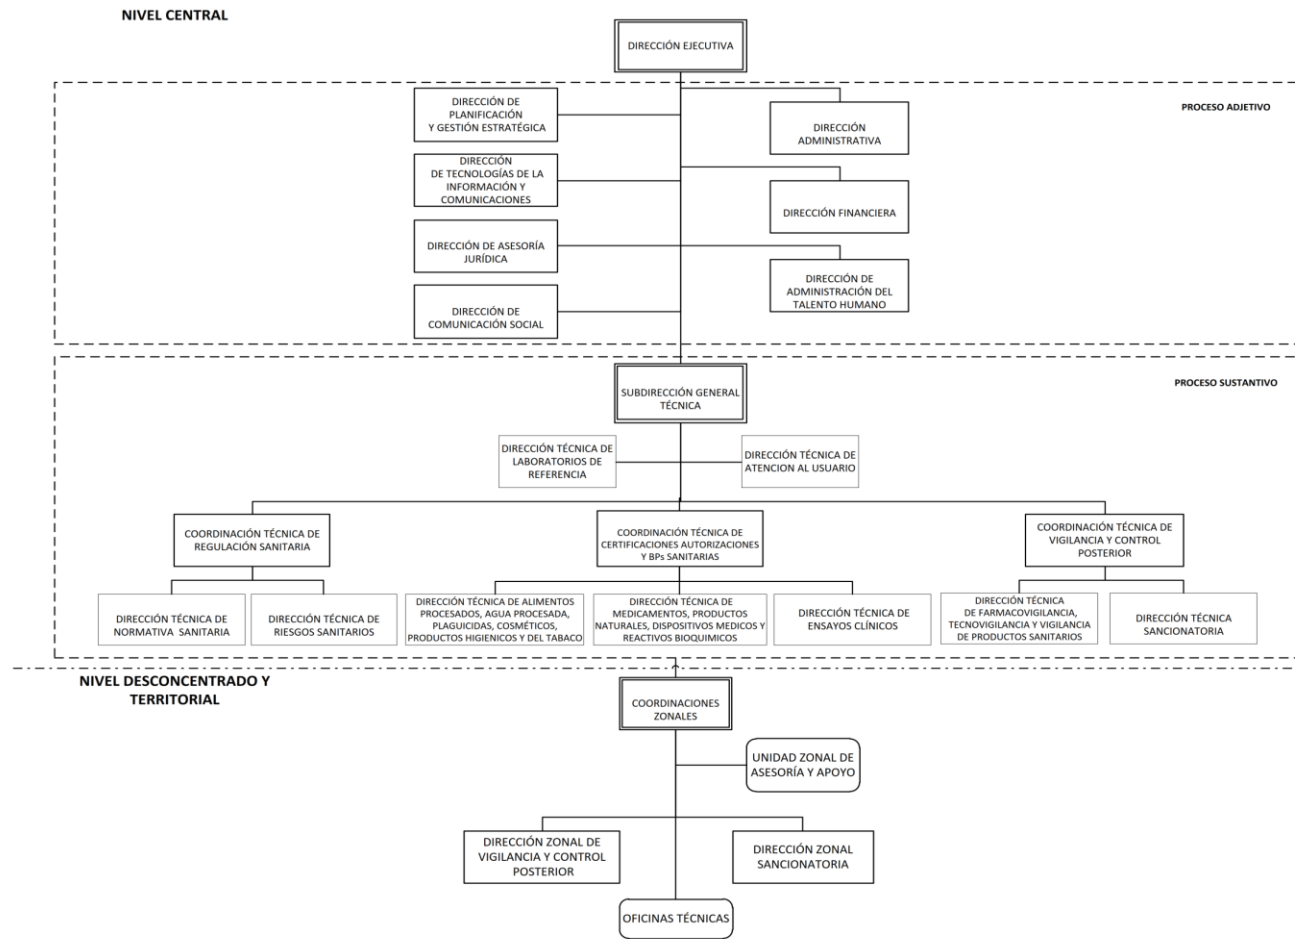 NIVEL CENTRAL
DIRECCIÓN EJECUTIVA
PROCESO ADJETIVO
DIRECCIÓN DE
PLANIFICACIÓN
Y GESTIÓN ESTRATÉGICA
DIRECCIÓN
ADMINISTRATIVA
DIRECCIÓN
DE TECNOLOGÍAS DE LA
INFORMACIÓN Y
COMUNICACIONES
DIRECCIÓN FINANCIERA
DIRECCIÓN DE ASESORÍA
JURÍDICA
DIRECCIÓN DE
ADMINISTRACIÓN DEL
TALENTO HUMANO
DIRECCIÓN DE
COMUNICACIÓN SOCIAL
PROCESO SUSTANTIVO
SUBDIRECCIÓN GENERAL
TÉCNICA
DIRECCIÓN TÉCNICA DE
LABORATORIOS DE
REFERENCIA
DIRECCIÓN TÉCNICA DE
ATENCION AL USUARIO
COORDINACIÓN TÉCNICA DE
REGULACIÓN SANITARIA
COORDINACIÓN TÉCNICA DE
CERTIFICACIONES AUTORIZACIONES
Y BPs SANITARIAS
COORDINACIÓN TÉCNICA DE
VIGILANCIA Y CONTROL
POSTERIOR
DIRECCIÓN TÉCNICA DE
NORMATIVA SANITARIA
DIRECCIÓN TÉCNICA DE
RIESGOS SANITARIOS
DIRECCIÓN TÉCNICA DE ALIMENTOS
PROCESADOS, AGUA PROCESADA,
PLAGUICIDAS, COSMÉTICOS,
PRODUCTOS HIGIENICOS Y DEL TABACO
DIRECCIÓN TÉCNICA DE
MEDICAMENTOS, PRODUCTOS
NATURALES, DISPOSITIVOS MEDICOS Y
REACTIVOS BIOQUIMICOS
DIRECCIÓN TÉCNICA DE
ENSAYOS CLÍNICOS
DIRECCIÓN TÉCNICA
DE FARMACOVIGILANCIA,
TECNOVIGILANCIA Y VIGILANCIA
DE PRODUCTOS SANITARIOS
DIRECCIÓN TÉCNICA
SANCIONATORIA
NIVEL DESCONCENTRADO Y
TERRITORIAL
COORDINACIONES
ZONALES
UNIDAD ZONAL DE
ASESORÍA Y APOYO
DIRECCIÓN ZONAL DE
VIGILANCIA Y CONTROL
POSTERIOR
DIRECCIÓN ZONAL
SANCIONATORIA
OFICINAS TÉCNICAS